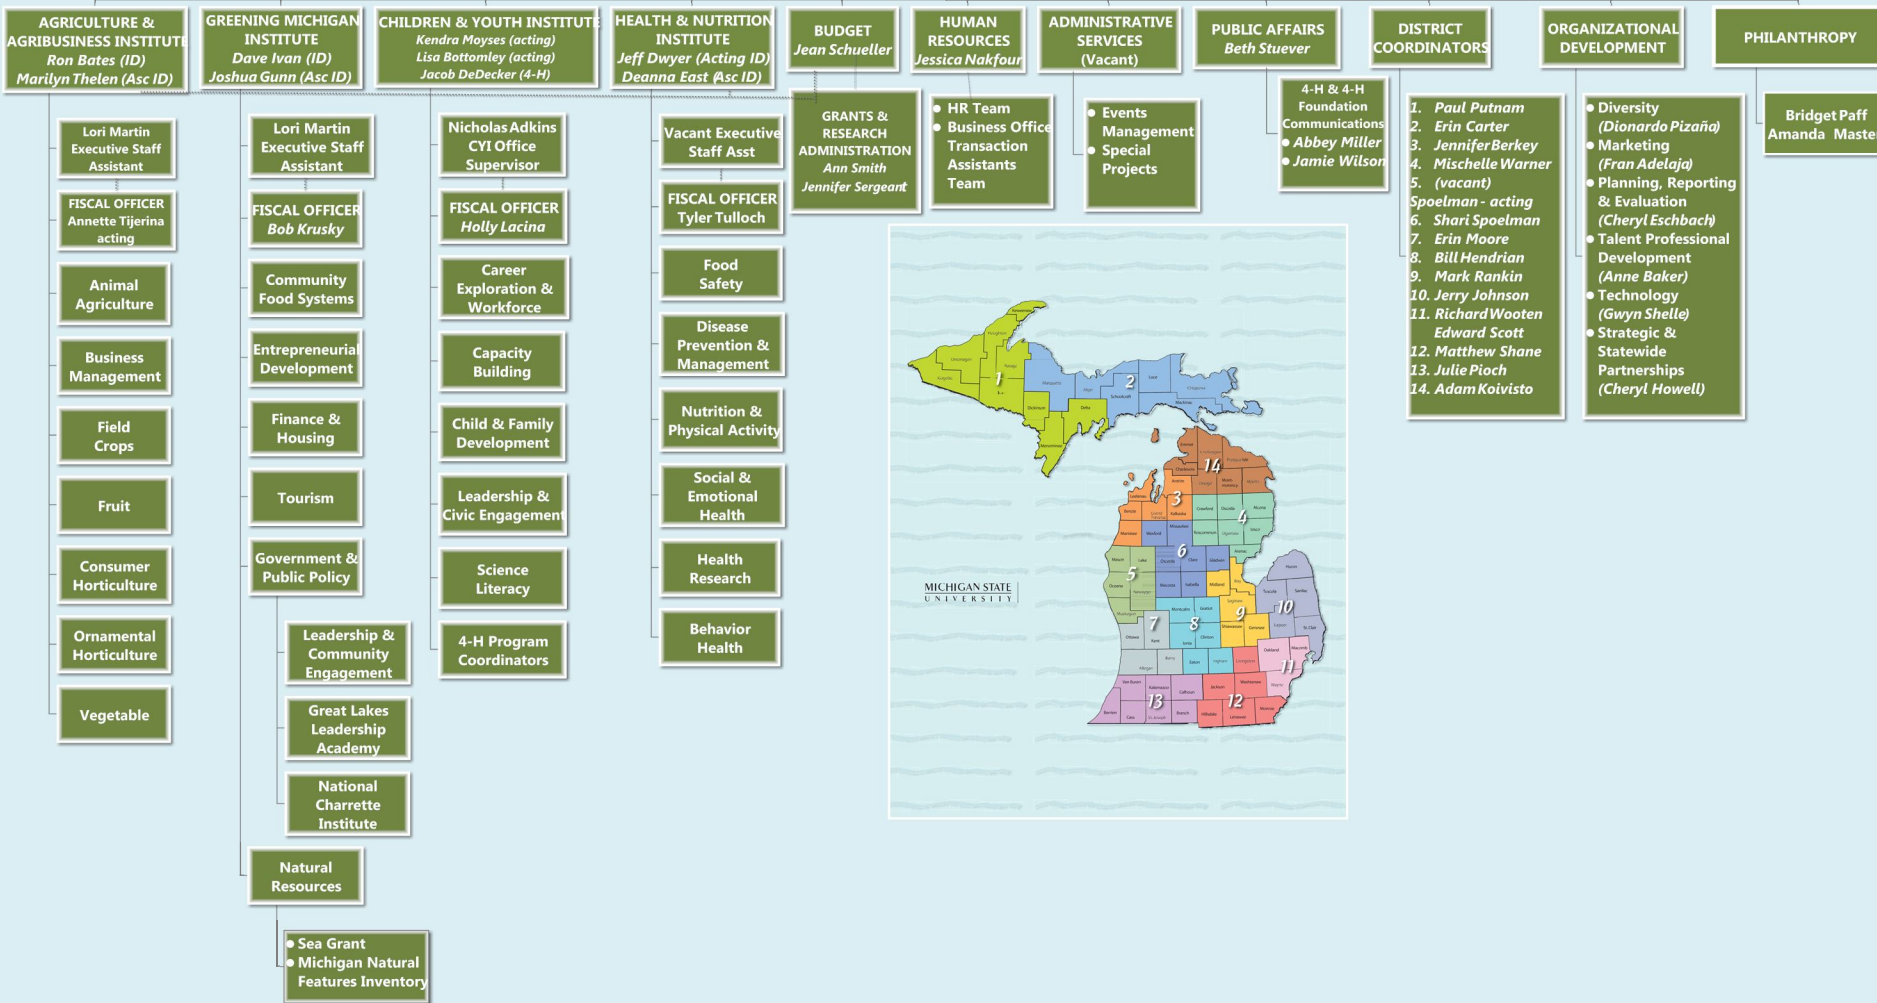 AGRICULTURE &
AGRIBUSINESS INSTITUTE
Ron Bates (ID)
Marilyn Thelen (Asc ID)
Lori Martin
Executive Staff
Assistant
FISCAL OFFICER
Annette Tijerina
acting
Animal
Agriculture
Business
Management
Field
Crops
Fruit
Consumer
Horticulture
Ornamental
Horticulture
Vegetable
GREENING MICHIGAN
INSTITUTE
Dave Ivan (ID)
Joshua Gunn (Asc ID)
Lori Martin
Executive Staff
Assistant
FISCAL OFFICER
Bob Krusky
Community
Food Systems
Entrepreneurial
Development
Finance &
Housing
Tourism
Government &
Public Policy
Leadership &
Community
Engagement
Great Lakes
Leadership
Academy
National
Charrette
Institute
Natural
Resources
● Sea Grant
● Michigan Natural
Features Inventory
CHILDREN & YOUTH INSTITUTE
Kendra Moyses (acting)
Lisa Bottomley (acting)
Jacob DeDecker (4-H)
Nicholas Adkins
CYI Office
Supervisor
FISCAL OFFICER
Holly Lacina
Career
Exploration &
Workforce
Capacity
Building
Child & Family
Development
Leadership &
Civic Engagement
Science
Literacy
4-H Program
Coordinators
HEALTH & NUTRITION
INSTITUTE
Jeff Dwyer (Acting ID)
Deanna East (Asc ID)
Vacant Executive
Staff Asst
FISCAL OFFICER
Tyler Tulloch
Food
Safety
Disease
Prevention &
Management
Nutrition &
Physical Activity
Social &
Emotional
Health
Health
Research
Behavior
Health
BUDGET
Jean Schueller
GRANTS &
RESEARCH
ADMINISTRATION
Ann Smith
Jennifer Sergeant
HUMAN
RESOURCES
Jessica Nakfour
● HR Team
● Business Office
Transaction
Assistants
Team
ADMINISTRATIVE
SERVICES
(Vacant)
● Events
Management
● Special
Projects
PUBLIC AFFAIRS
Beth Stuever
4-H & 4-H
Foundation
Communications
● Abbey Miller
● Jamie Wilson
DISTRICT
COORDINATORS
1. Paul Putnam
2. Erin Carter
3. Jennifer Berkey
4. Mischelle Warner
5. (vacant)
Spoelman - acting
6. Shari Spoelman
7. Erin Moore
8. Bill Hendrian
9. Mark Rankin
10. Jerry Johnson
11. Richard Wooten
Edward Scott
12. Matthew Shane
13. Julie Pioch
14. Adam Koivisto
ORGANIZATIONAL
DEVELOPMENT
● Diversity
(Dionardo Pizaña)
● Marketing
(Fran Adelaja)
● Planning, Reporting
& Evaluation
(Cheryl Eschbach)
● Talent Professional
Development
(Anne Baker)
● Technology
(Gwyn Shelle)
● Strategic &
Statewide
Partnerships
(Cheryl Howell)
PHILANTHROPY
Bridget Paff
Amanda Maste
1
2
14
3
4
6
5
MICHIGAN STATE
UNIVERSITY
10
9
7
8
11
13
12